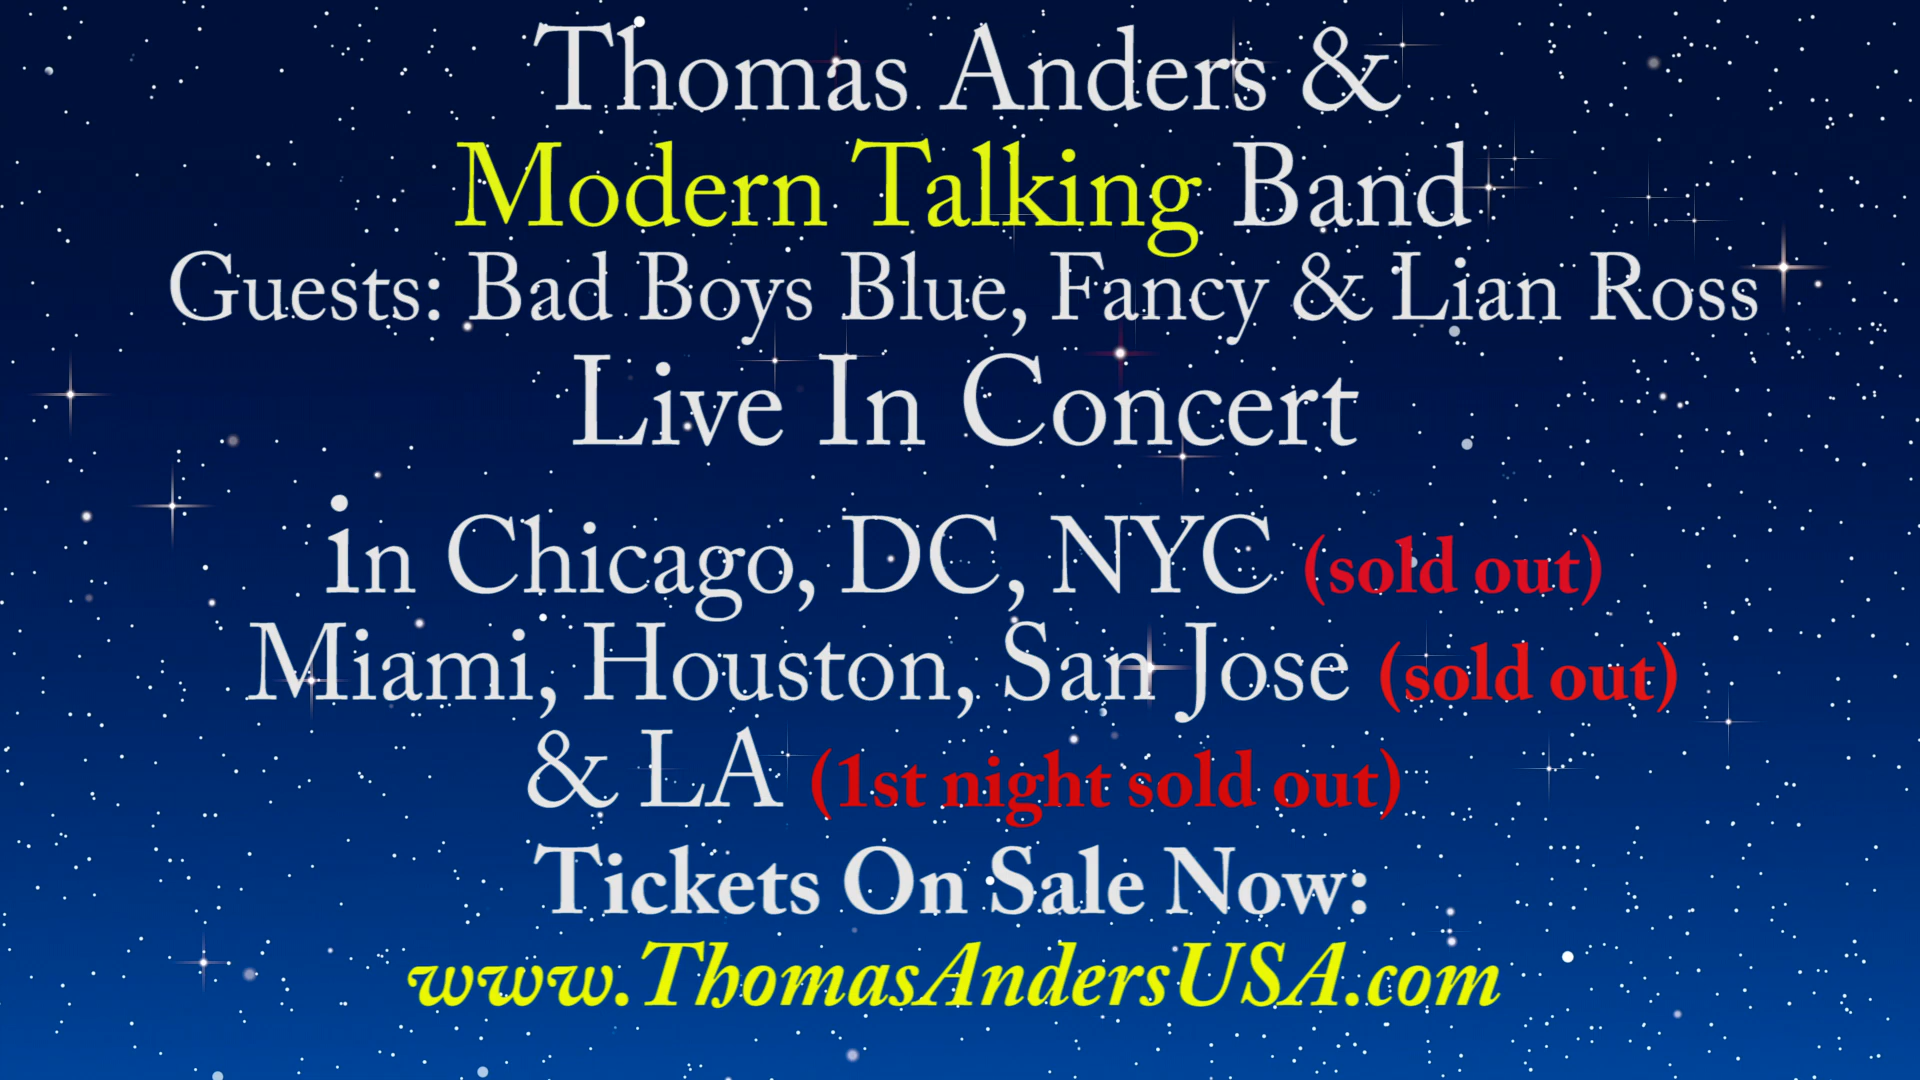 Thomas Anders &
Modern Talking Band
Guests: Bad Boys Blue, Fancy & Lian Ross
Live In Concert
in Chicago, DC, NYC (sold out)
Miami, Houston, San Jose (sold out)
& LA (1st night sold out)
Tickets On Sale Now:
www.ThomasAndersUSA.com